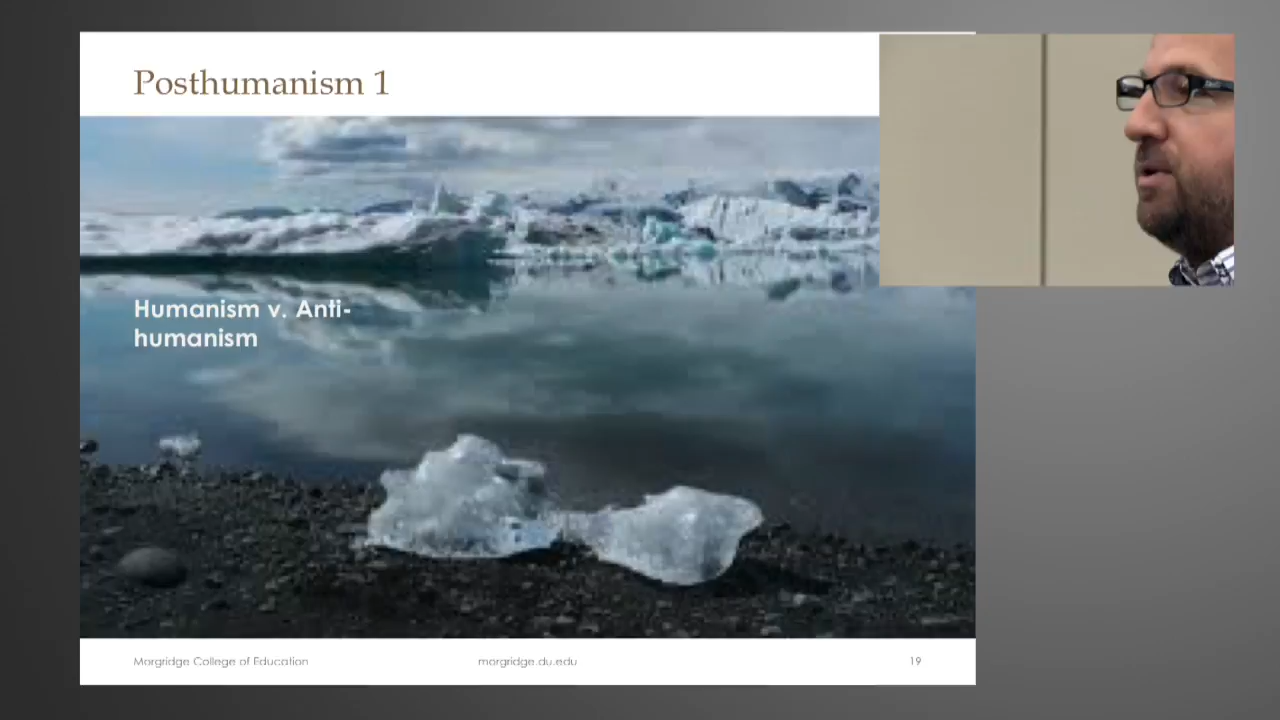 Posthumanism 1
Humanism v. Anti-
humanism
Morgridge College of Education
morgridge.du.edu
19